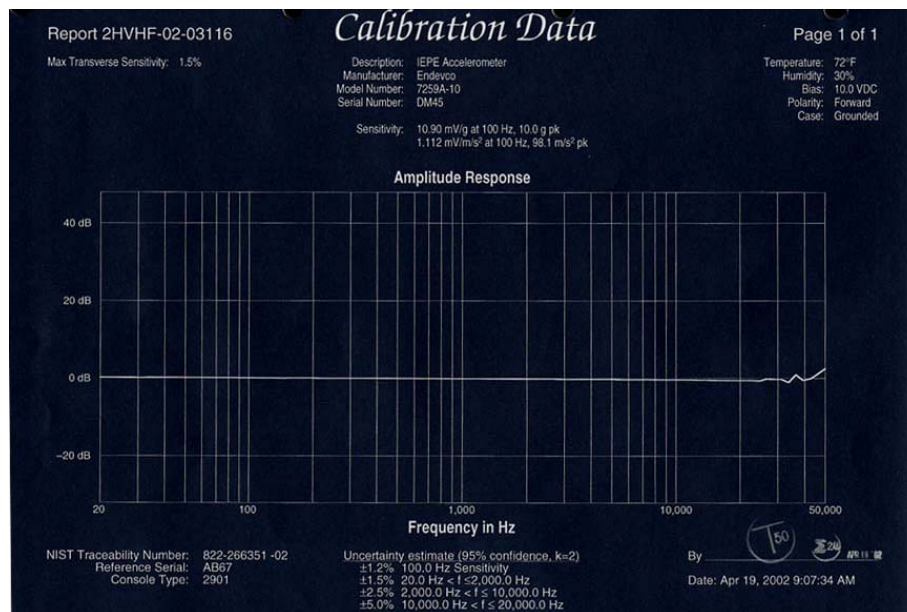 Report 2HVHF-02-03116
Calibration Data
Page 1 of 1
Max Transverse Sensitivity: 1.5%
Description: IEPE Accelerometer
Manufacturer: Endevco
Model Number: 7259A-10
Serial Number: DM45
Sensitivity: 10.90 mV/g at 100 Hz, 10.0 g pk
1.112 mV/m/s² at 100 Hz, 98.1 m/s² pk
Temperature: 72°F
Humidity: 30%
Bias: 10.0 VDC
Polarity: Forward
Case: Grounded
Amplitude Response
40 dB
20 dB
0 dB
–20 dB
20 100 1,000 10,000 50,000
Frequency in Hz
NIST Traceability Number: 822-266351 -02
Reference Serial: AB67
Console Type: 2901
Uncertainty estimate (95% confidence, k=2)
±1.2% 100.0 Hz Sensitivity
±1.5% 20.0 Hz < f ≤2,000.0 Hz
±2.5% 2,000.0 Hz < f ≤ 10,000.0 Hz
±5.0% 10,000.0 Hz < f ≤ 20,000.0 Hz
By
T50
APR 19
Date: Apr 19, 2002 9:07:34 AM